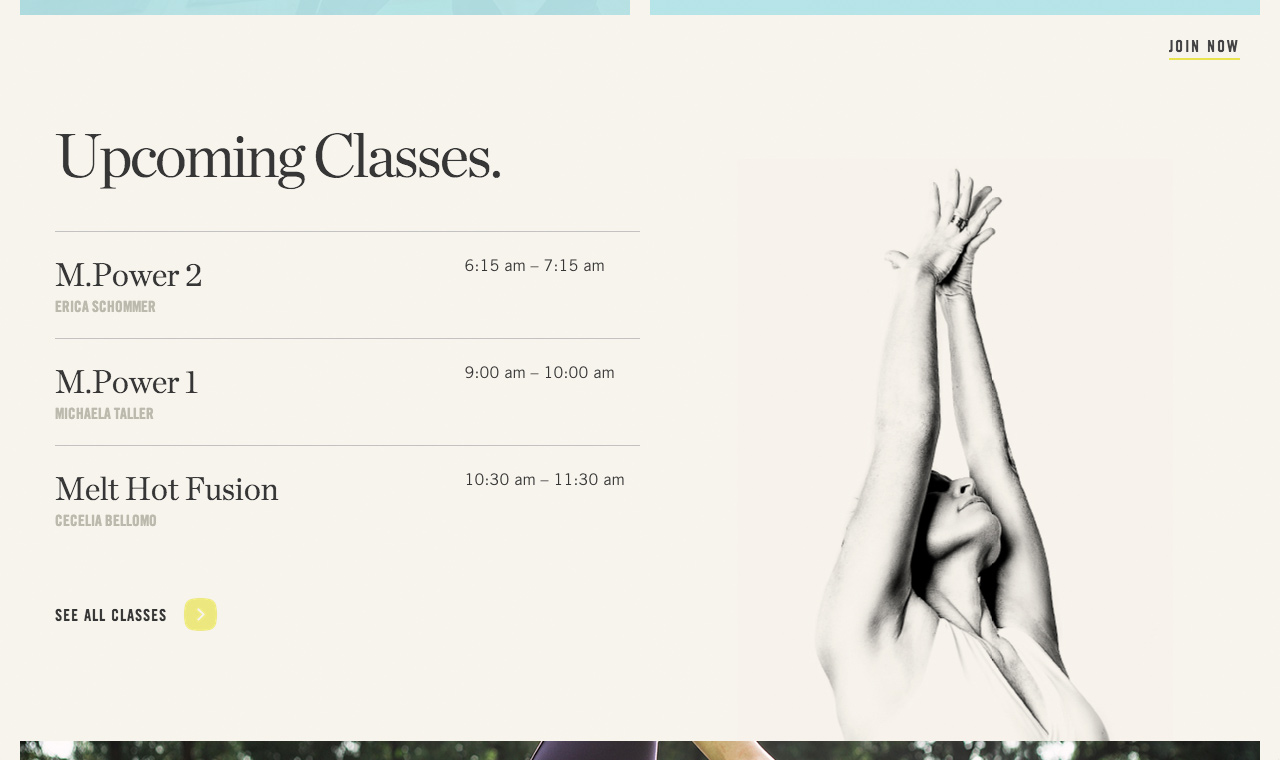 JOIN NOW
Upcoming Classes.
M.Power 2
6:15 am – 7:15 am
ERICA SCHOMMER
M.Power 1
9:00 am – 10:00 am
MICHAELA TALLER
Melt Hot Fusion
10:30 am – 11:30 am
CECELIA BELLOMO
SEE ALL CLASSES